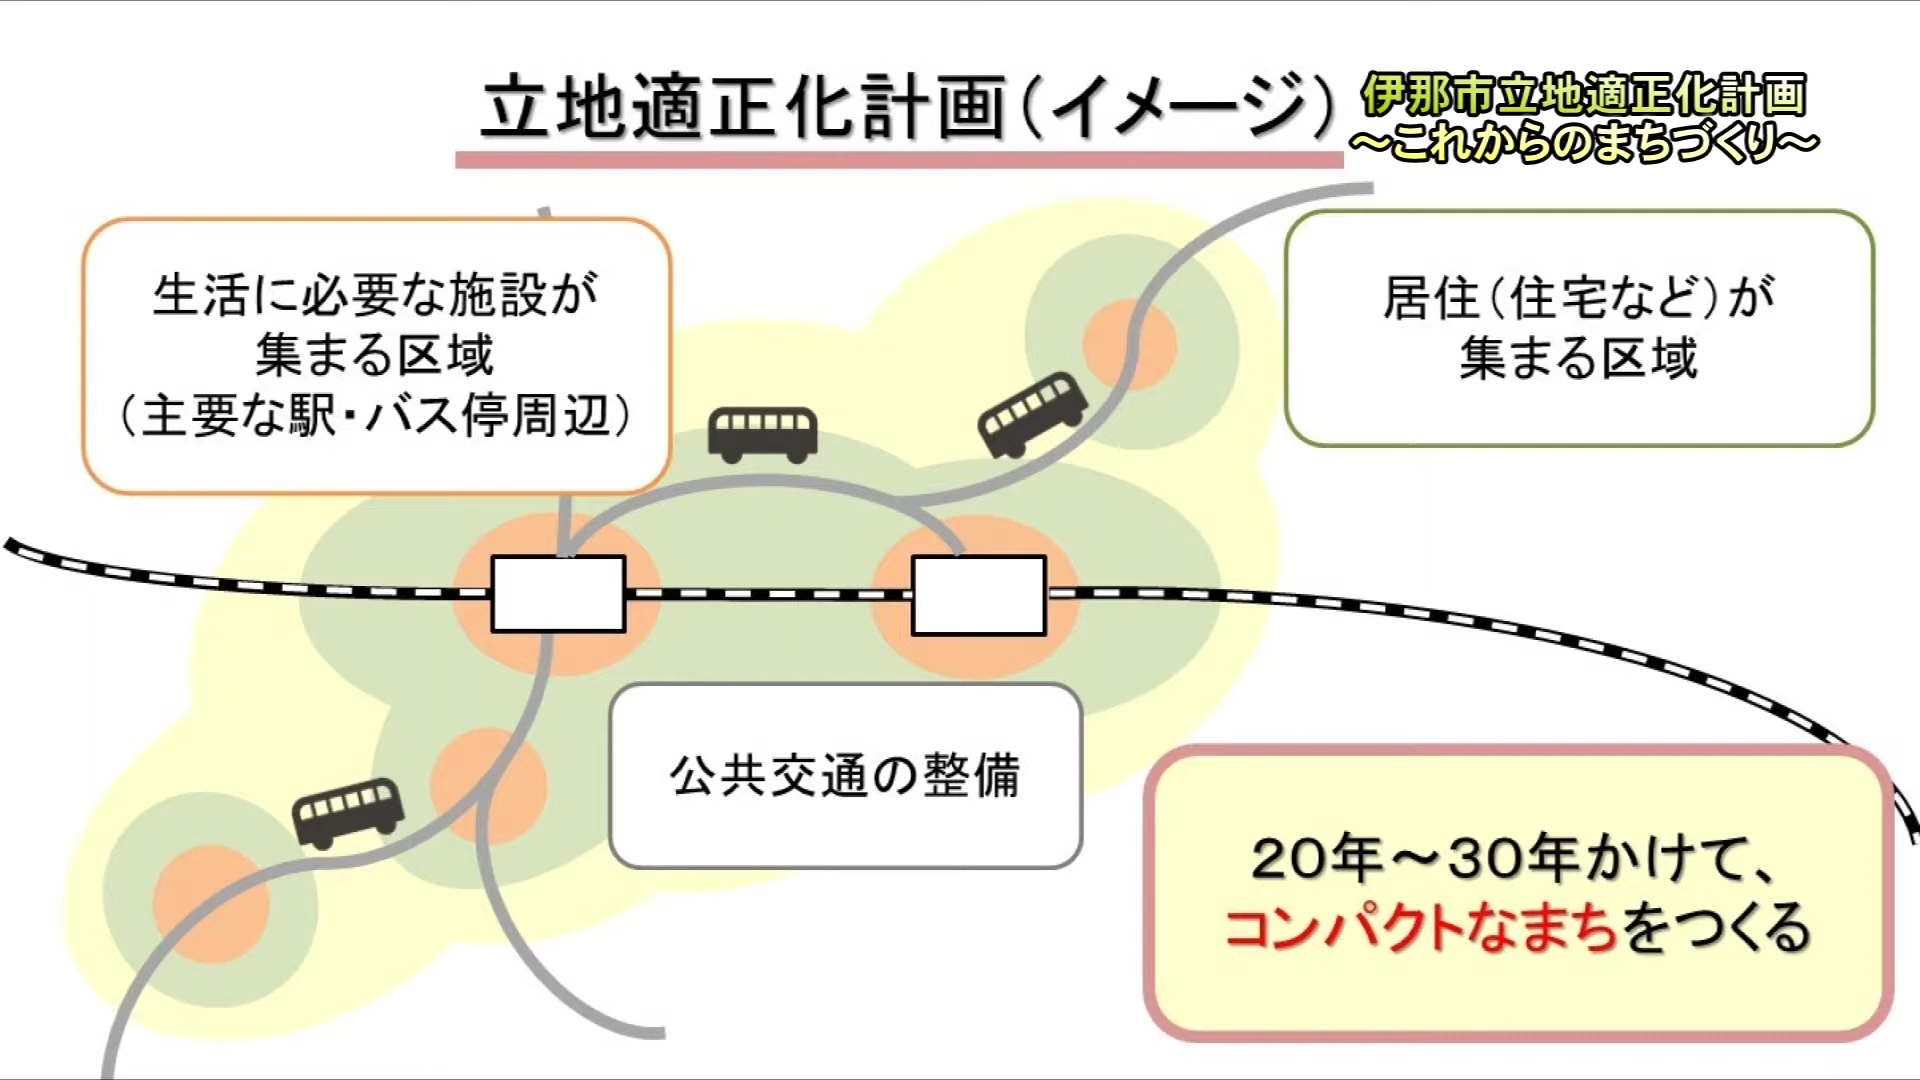 立地適正化計画（イメージ）
伊那市立地適正化計画
～これからのまちづくり～
生活に必要な施設が
集まる区域
（主要な駅・バス停周辺）
居住（住宅など）が
集まる区域
公共交通の整備
２０年～３０年かけて、
コンパクトなまちをつくる